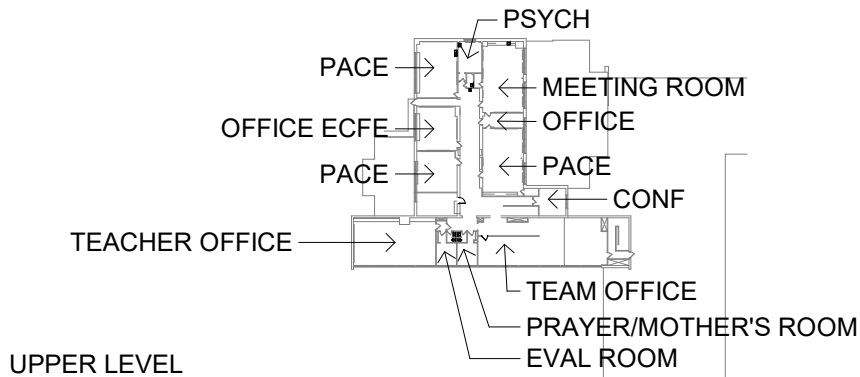 PSYCH
PACE
MEETING ROOM
OFFICE ECFE
OFFICE
PACE
PACE
CONF
TEACHER OFFICE
TEAM OFFICE
PRAYER/MOTHER'S ROOM
EVAL ROOM
UPPER LEVEL